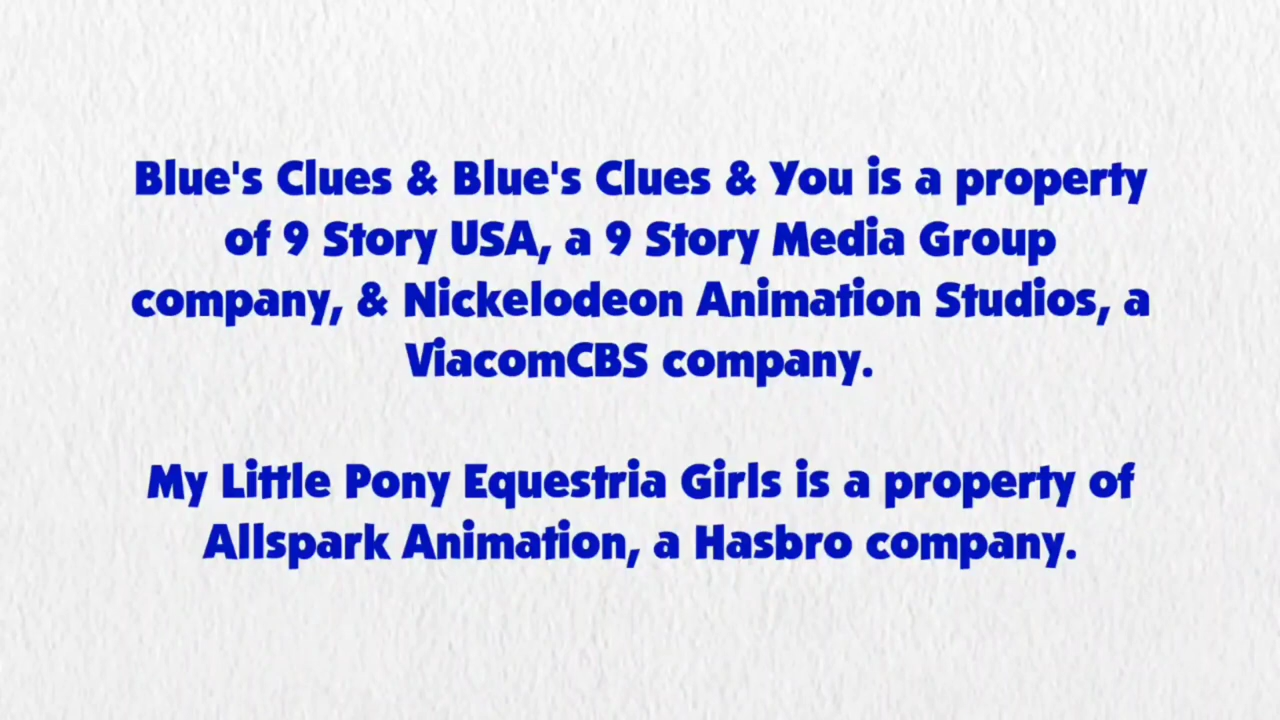 Blue's Clues & Blue's Clues & You is a property
of 9 Story USA, a 9 Story Media Group
company, & Nickelodeon Animation Studios, a
ViacomCBS company.
My Little Pony Equestria Girls is a property of
Allspark Animation, a Hasbro company.